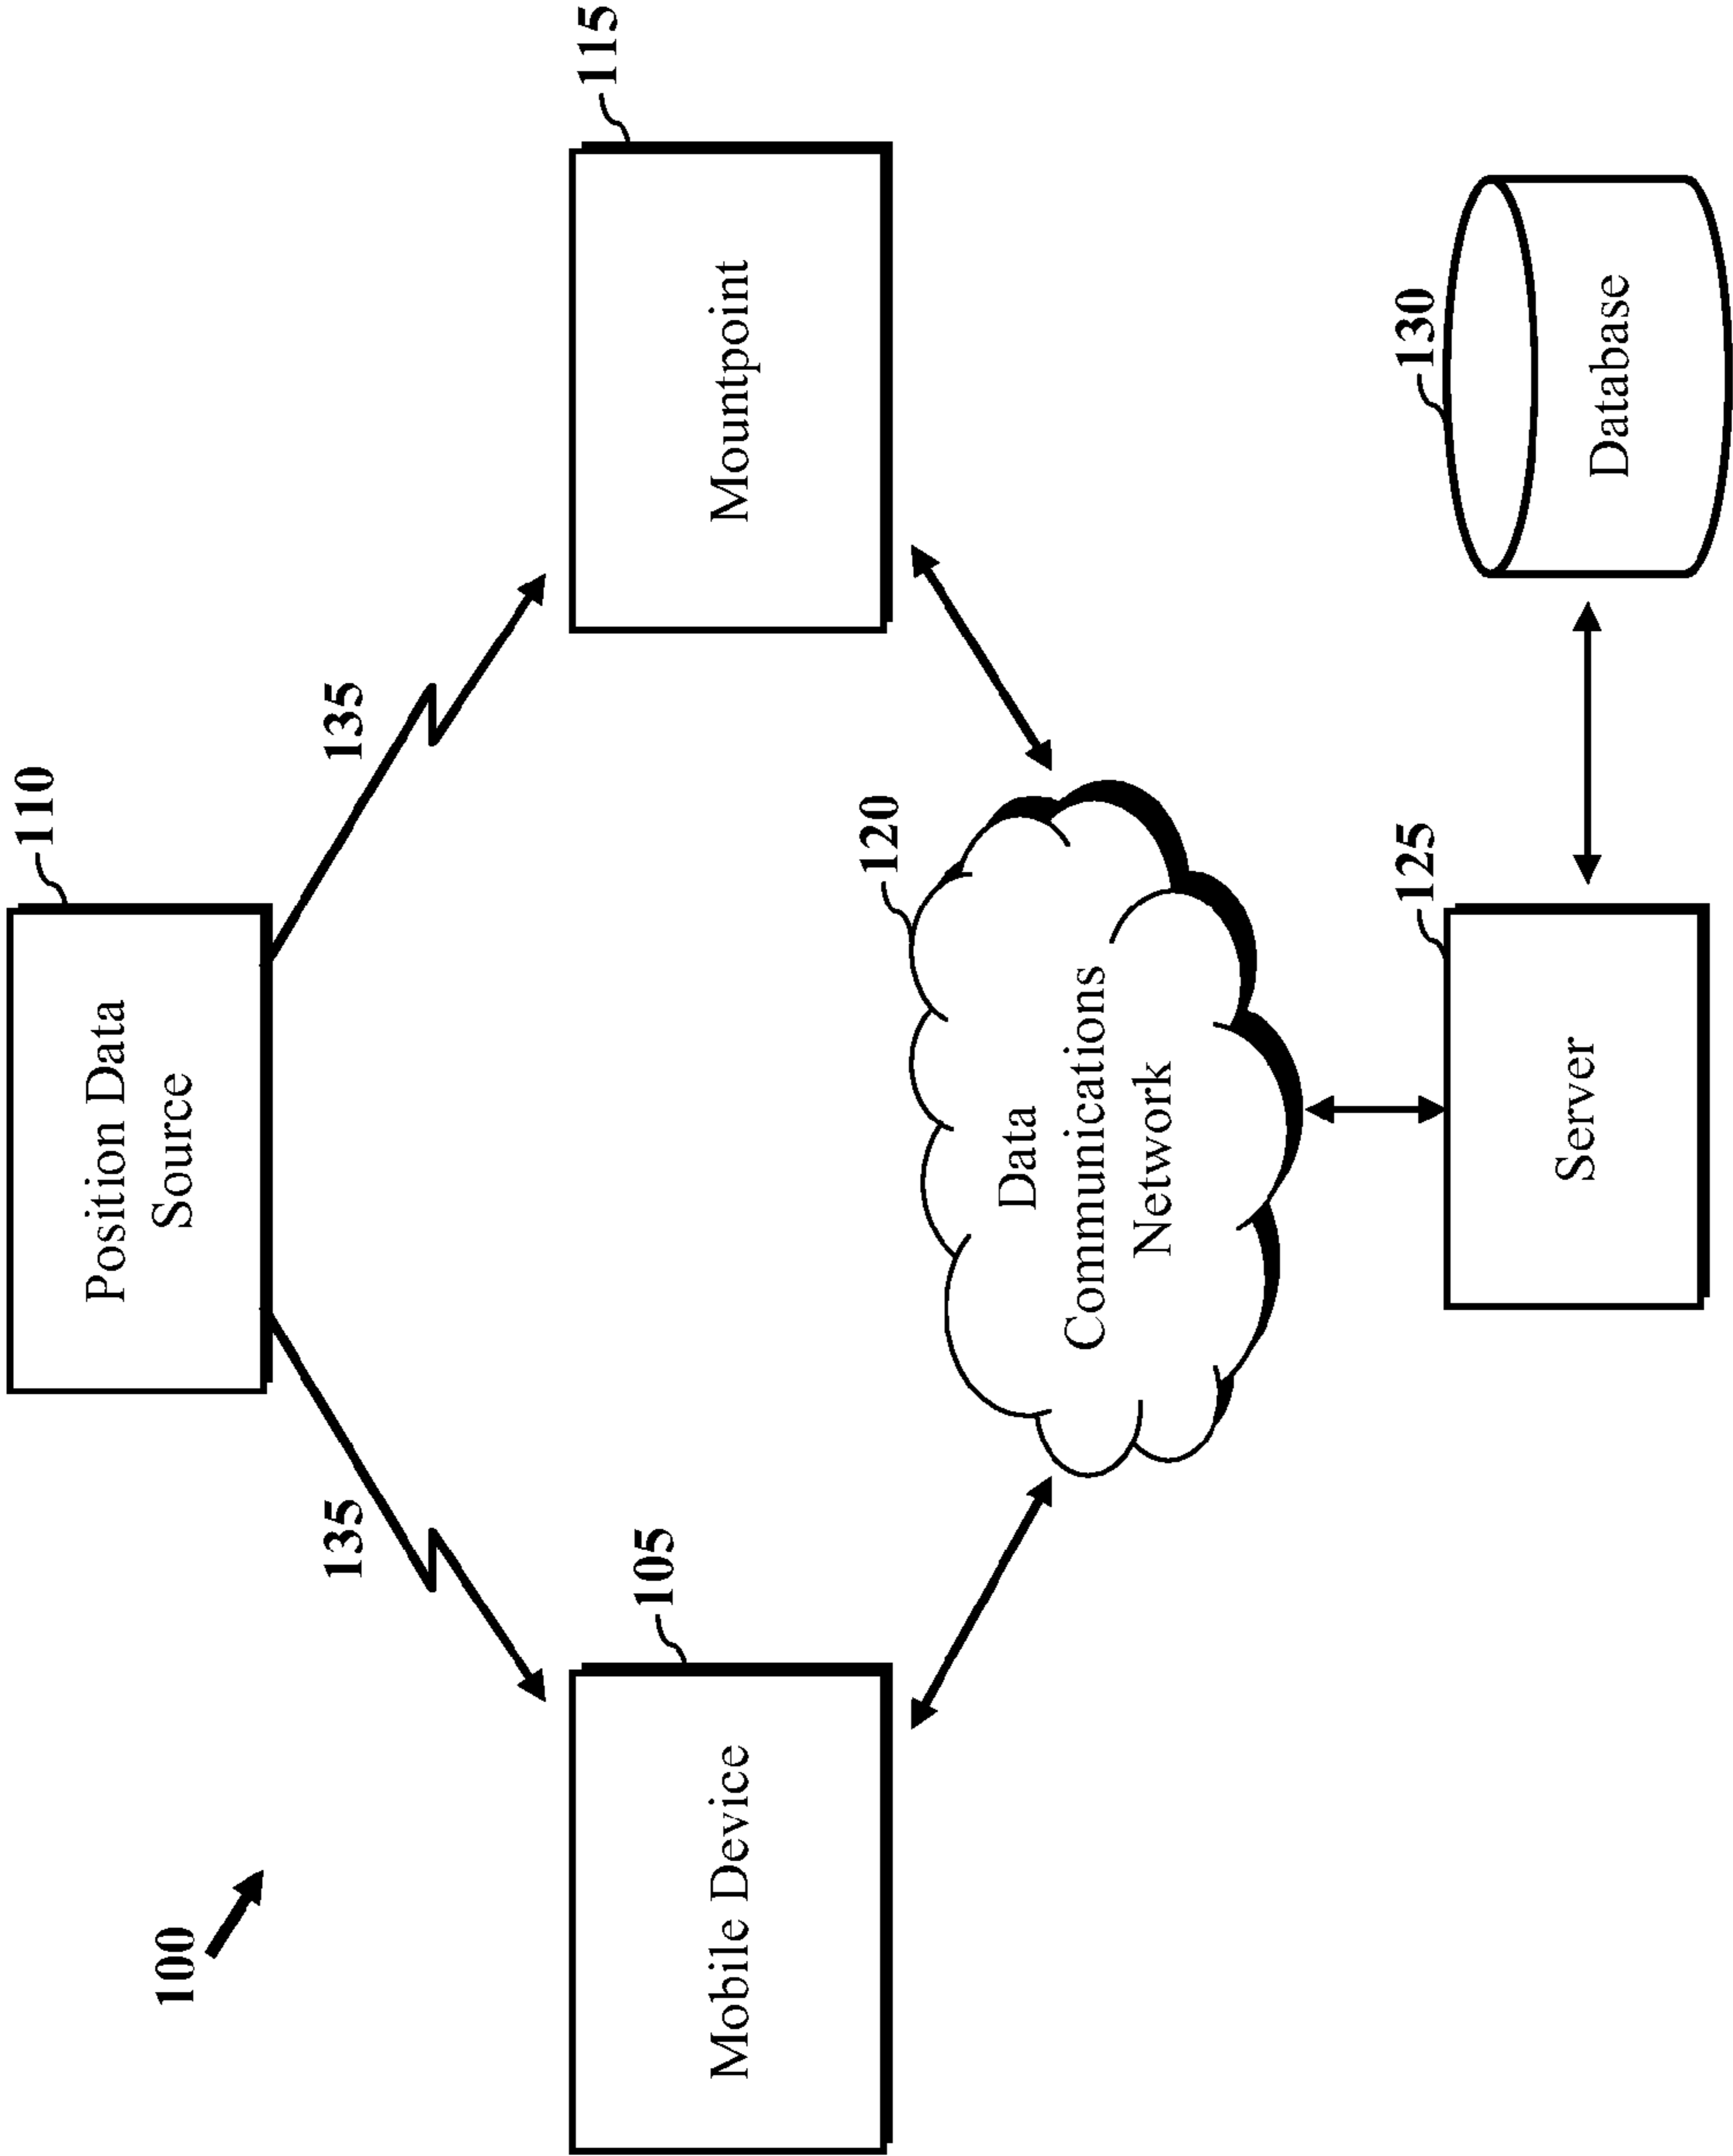 100
110
Position Data
Source
135
135
105
Mobile Device
115
Mountpoint
120
Data
Communications
Network
125
Server
130
Database